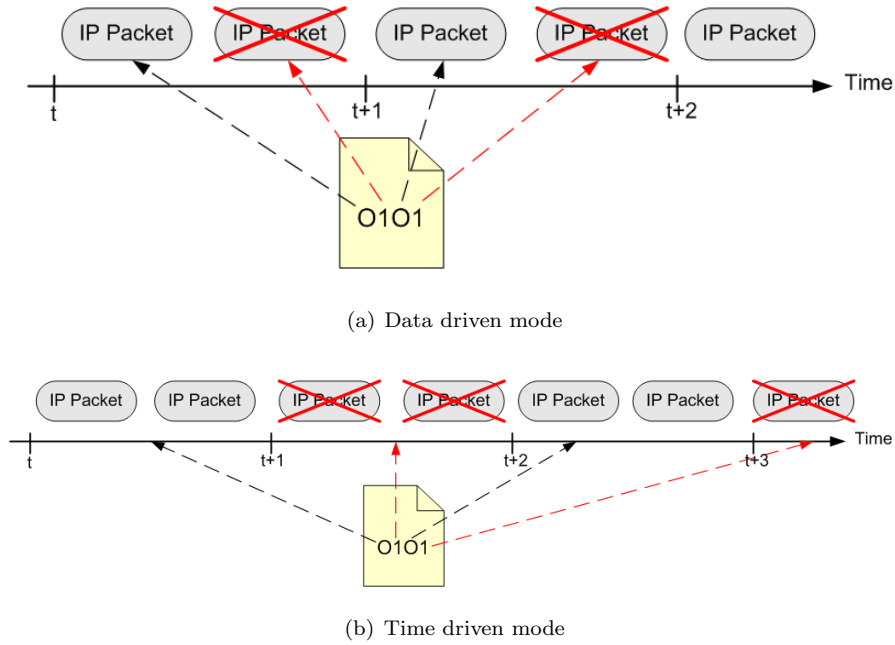 IP Packet IP Packet IP Packet IP Packet IP Packet
Time
t t+1 t+2
O1O1
(a) Data driven mode
IP Packet IP Packet IP Packet IP Packet IP Packet IP Packet IP Packet
Time
t t+1 t+2 t+3
O1O1
(b) Time driven mode